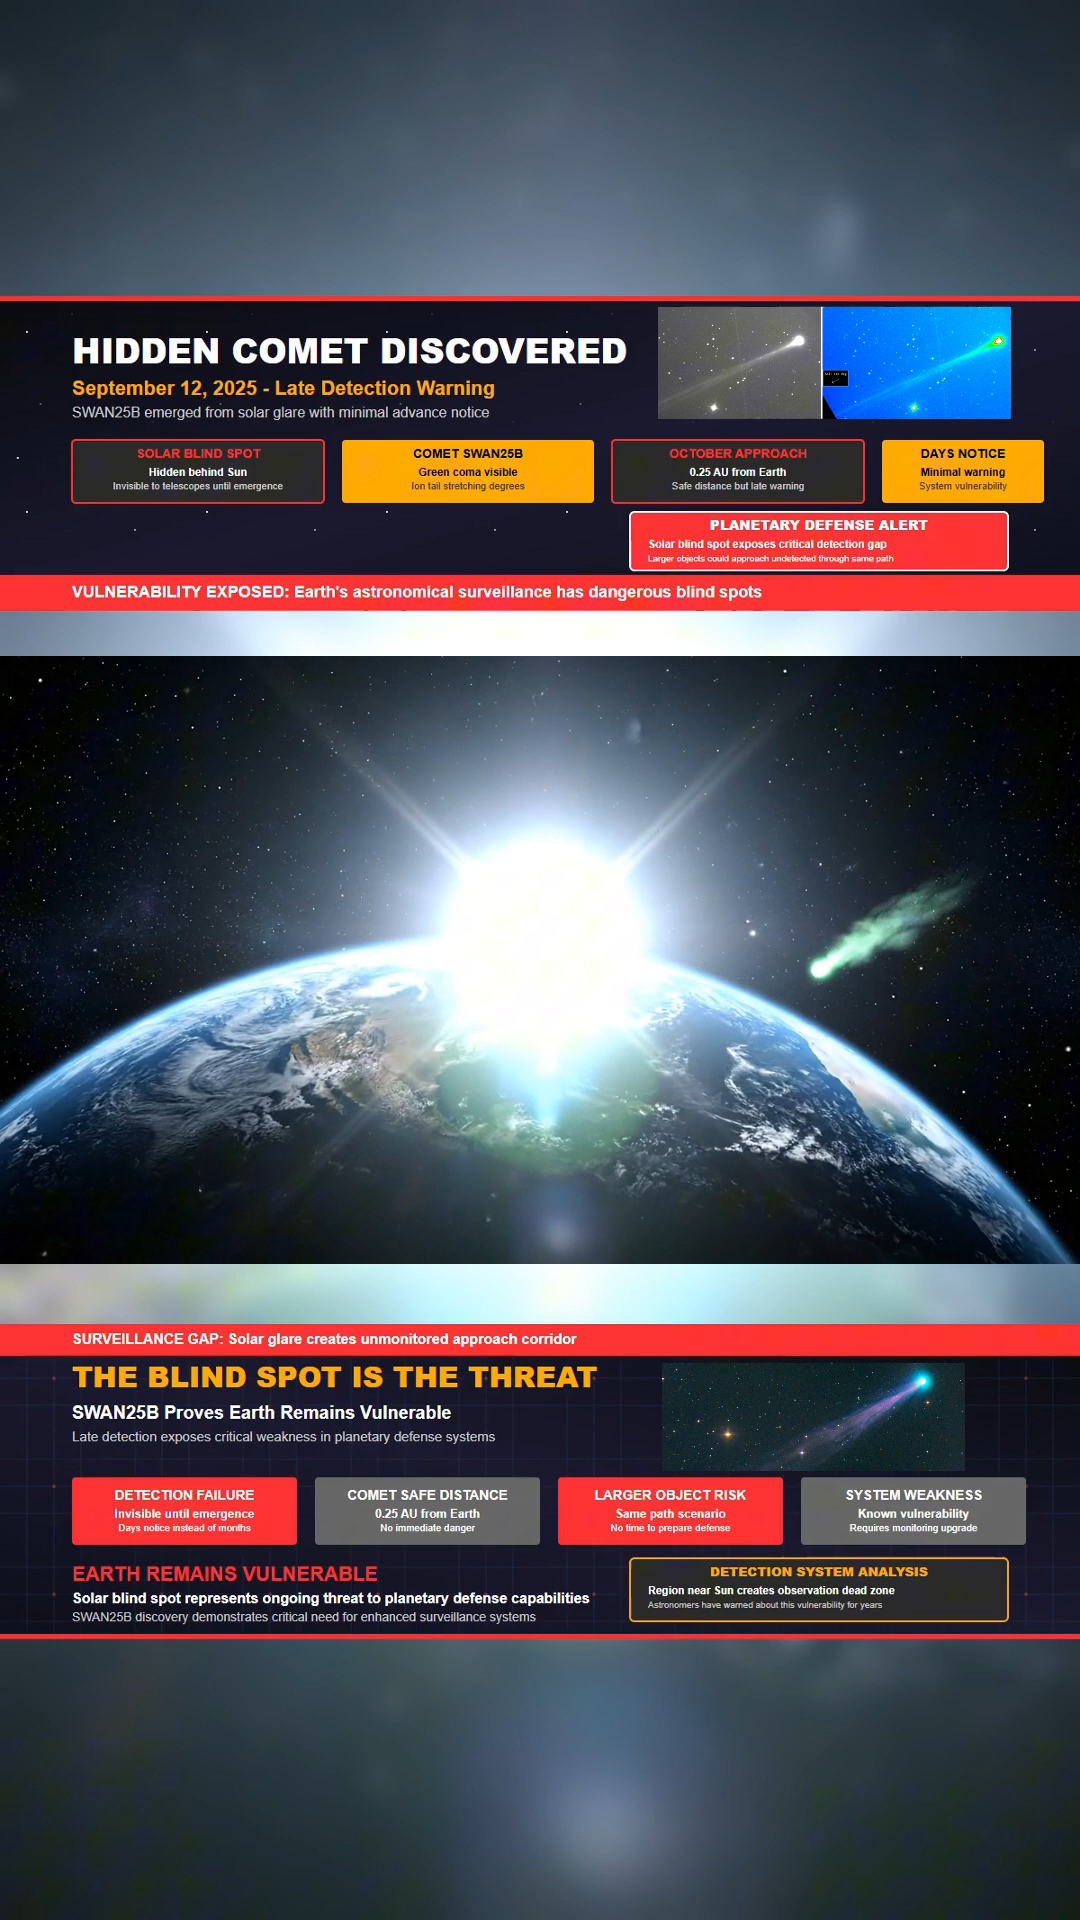 HIDDEN COMET DISCOVERED
September 12, 2025 - Late Detection Warning
SWAN25B emerged from solar glare with minimal advance notice
SOLAR BLIND SPOT
Hidden behind Sun
Invisible to telescopes until emergence
COMET SWAN25B
Green coma visible
Ion tail stretching degrees
OCTOBER APPROACH
0.25 AU from Earth
Safe distance but late warning
DAYS NOTICE
Minimal warning
System vulnerability
PLANETARY DEFENSE ALERT
Solar blind spot exposes critical detection gap
Larger objects could approach undetected through same path
VULNERABILITY EXPOSED: Earth's astronomical surveillance has dangerous blind spots
SURVEILLANCE GAP: Solar glare creates unmonitored approach corridor
THE BLIND SPOT IS THE THREAT
SWAN25B Proves Earth Remains Vulnerable
Late detection exposes critical weakness in planetary defense systems
DETECTION FAILURE
Invisible until emergence
Days notice instead of months
COMET SAFE DISTANCE
0.25 AU from Earth
No immediate danger
LARGER OBJECT RISK
Same path scenario
No time to prepare defense
SYSTEM WEAKNESS
Known vulnerability
Requires monitoring upgrade
EARTH REMAINS VULNERABLE
Solar blind spot represents ongoing threat to planetary defense capabilities
SWAN25B discovery demonstrates critical need for enhanced surveillance systems
DETECTION SYSTEM ANALYSIS
Region near Sun creates observation dead zone
Astronomers have warned about this vulnerability for years